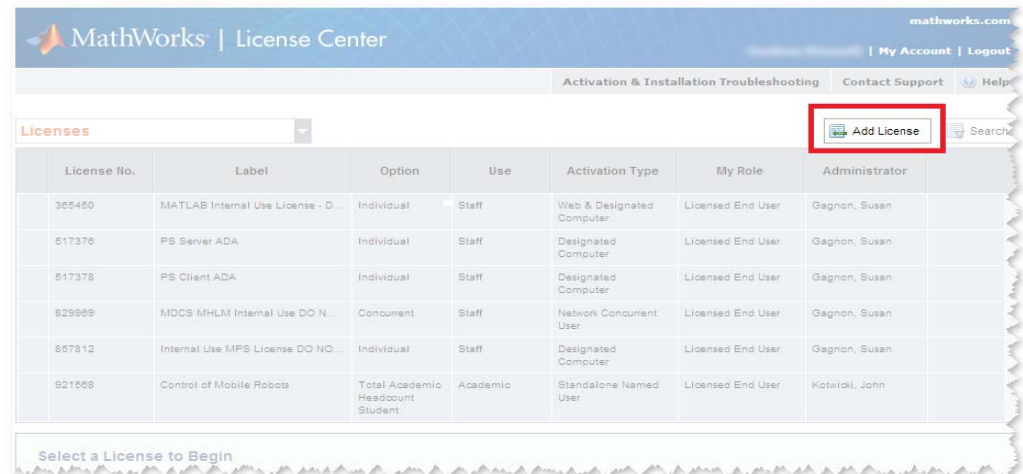 mathworks.com
MathWorks® | License Center
| My Account | Logout
Activation & Installation Troubleshooting Contact Support Help
Licenses
Add License Search
License No. Label Option Use Activation Type My Role Administrator
365450 MATLAB Internal Use License - D... Individual Staff Web & Designated Computer Licensed End User Gagnon, Susan
517376 PS Server ADA Individual Staff Designated Computer Licensed End User Gagnon, Susan
517378 PS Client ADA Individual Staff Designated Computer Licensed End User Gagnon, Susan
829969 MDCS MHLM Internal Use DO N... Concurrent Staff Network Concurrent User Licensed End User Gagnon, Susan
857812 Internal Use MPS License DO NO... Individual Staff Designated Computer Licensed End User Gagnon, Susan
921568 Control of Mobile Robots Total Academic Headcount Student Academic Standalone Named User Licensed End User Kotwicki, John
Select a License to Begin